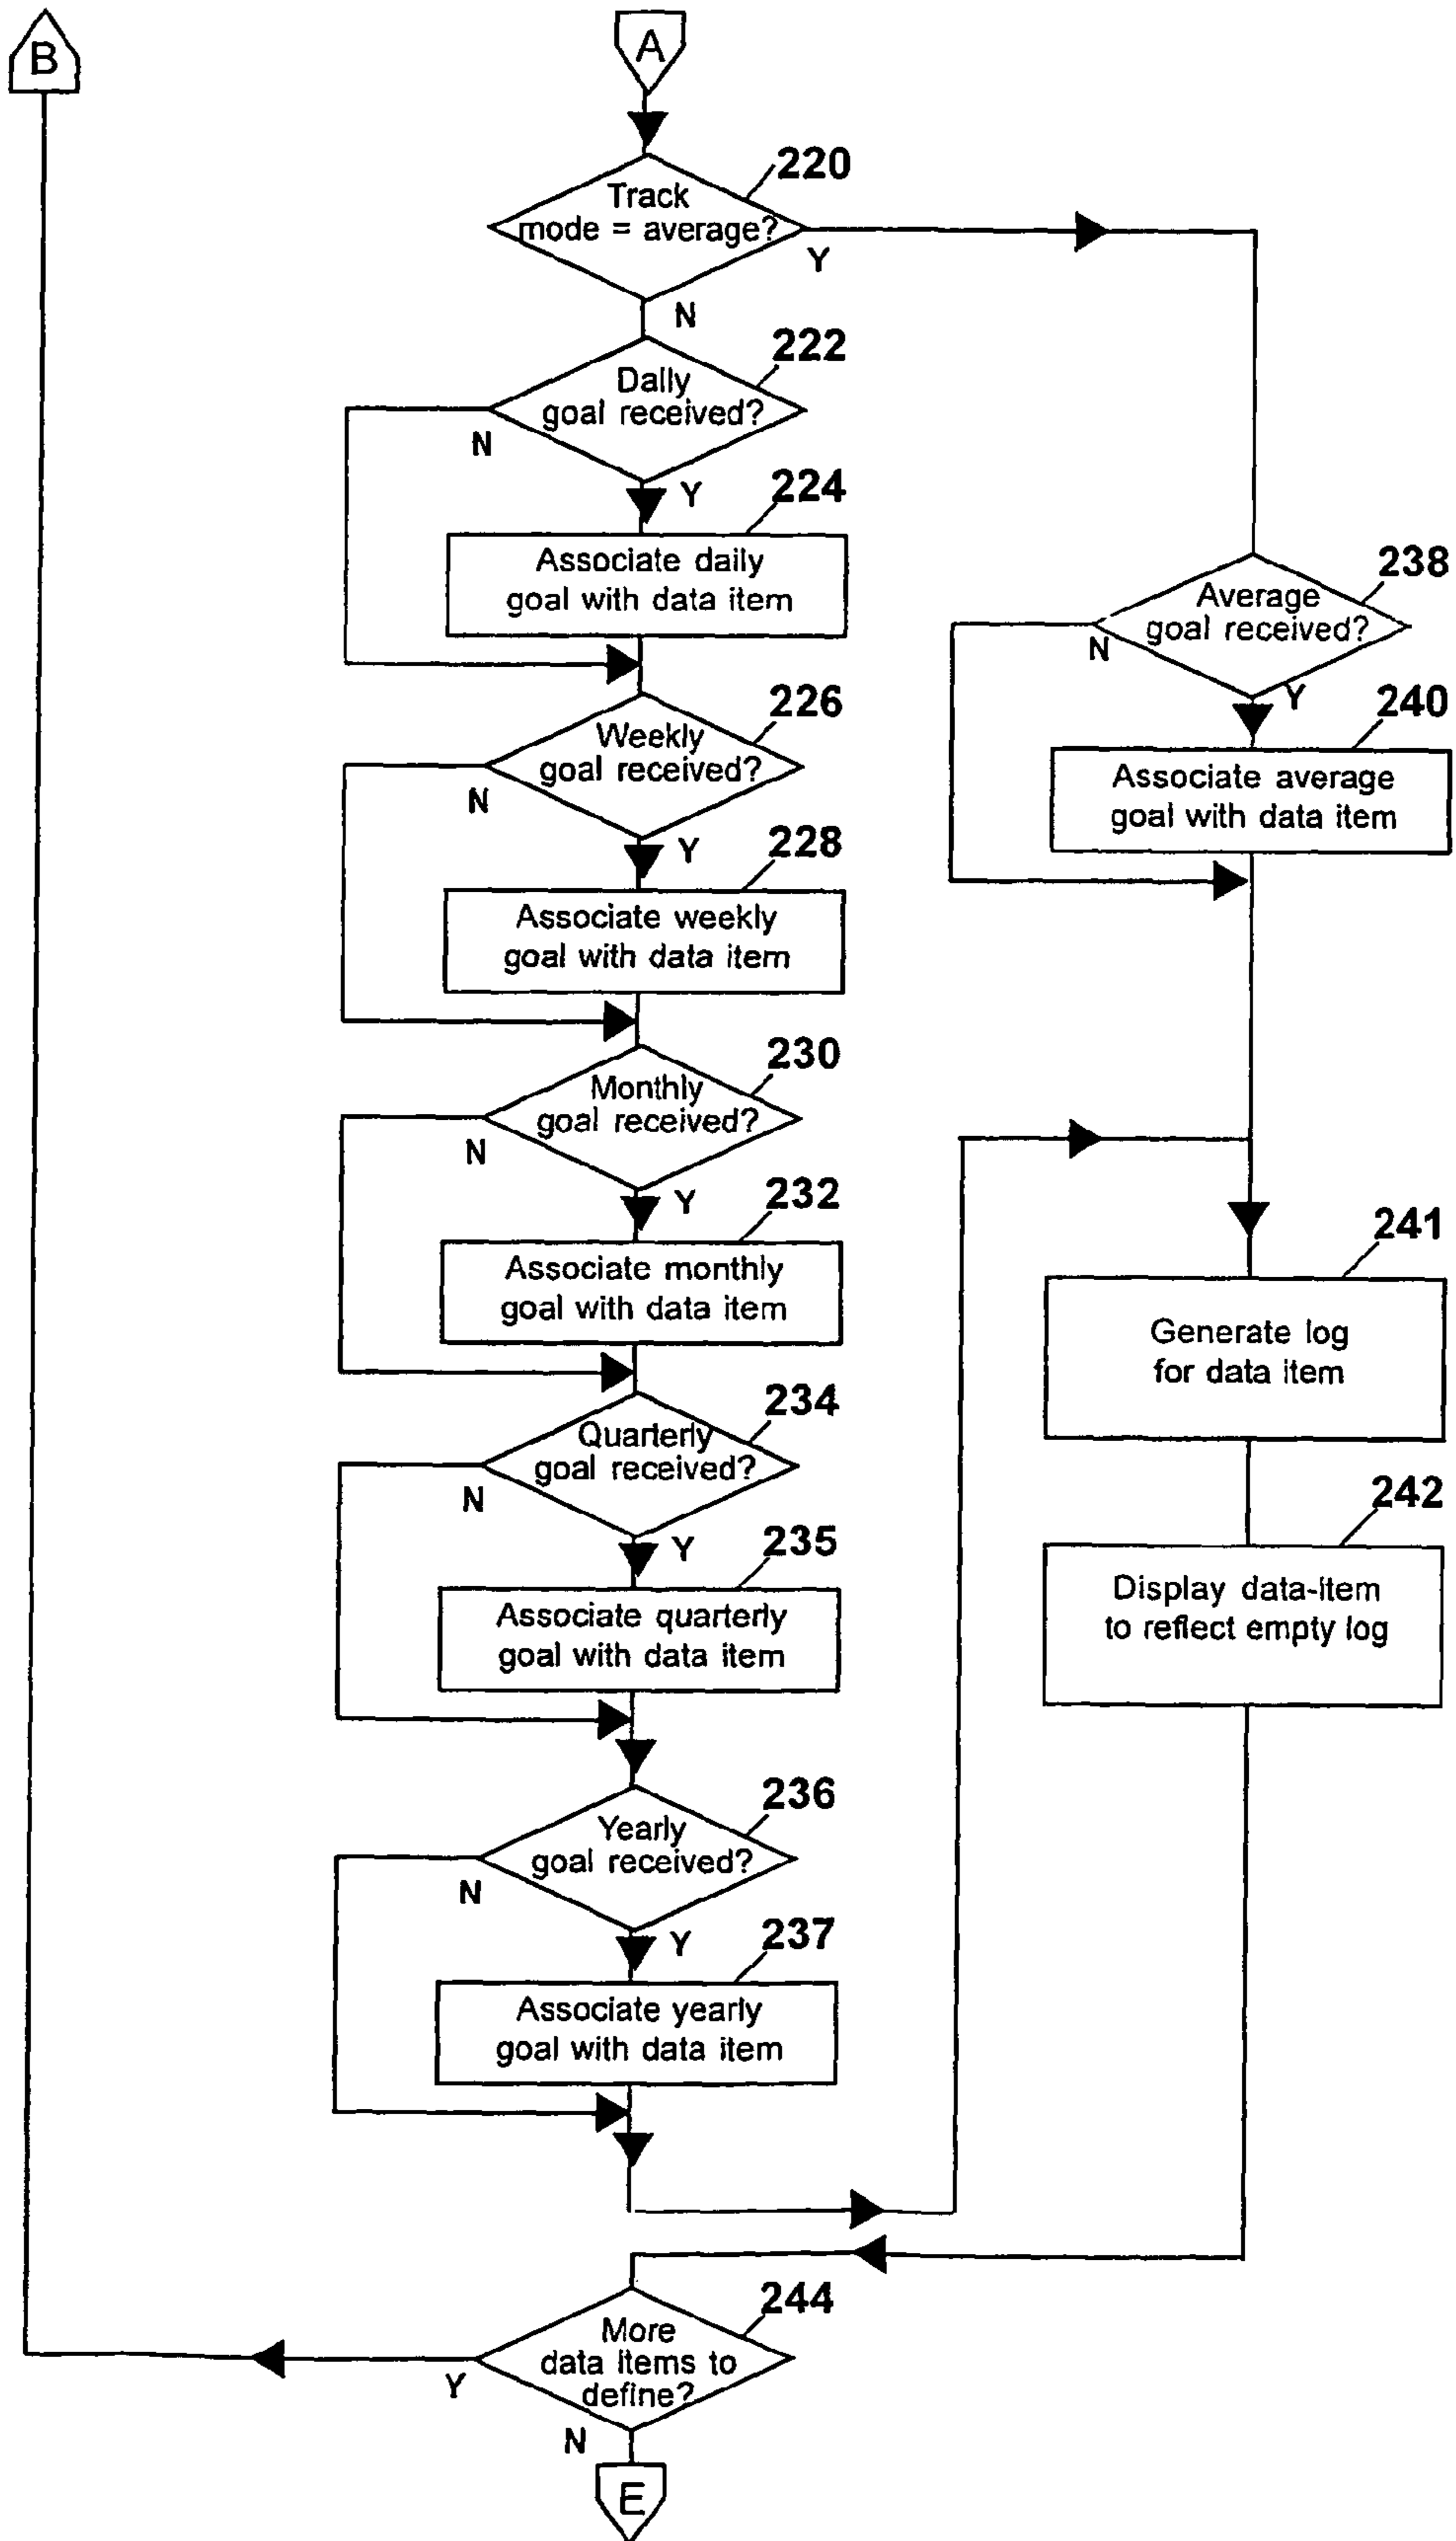 B
A
220
Track
mode = average?
Y
N
222
Daily
goal received?
N
Y
224
Associate daily
goal with data item
226
Weekly
goal received?
N
Y
228
Associate weekly
goal with data item
230
Monthly
goal received?
N
Y
232
Associate monthly
goal with data item
234
Quarterly
goal received?
N
Y
235
Associate quarterly
goal with data item
236
Yearly
goal received?
N
Y
237
Associate yearly
goal with data item
238
Average
goal received?
N
Y
240
Associate average
goal with data item
241
Generate log
for data item
242
Display data-item
to reflect empty log
244
More
data items to
define?
Y
N
E